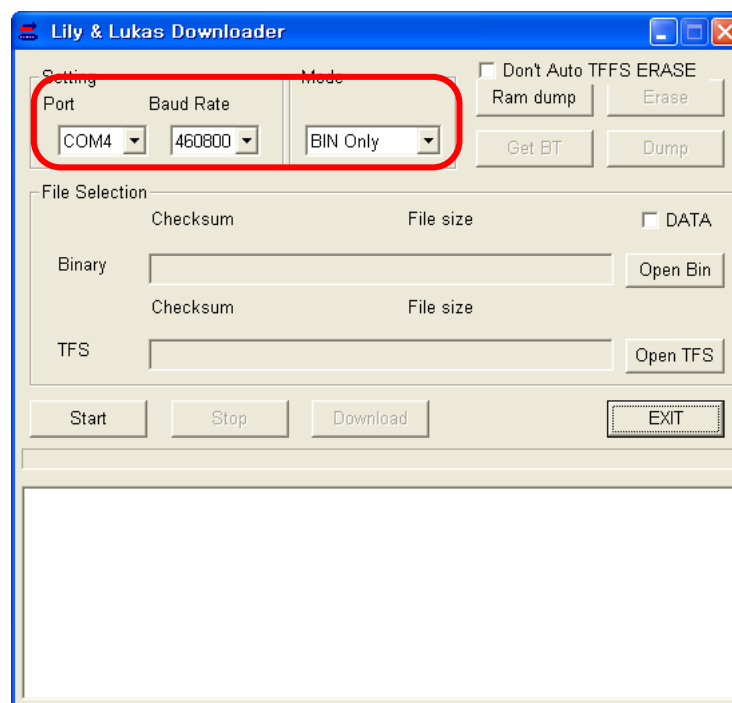 Lily & Lukas Downloader
Setting
Mode
Don't Auto TFFS ERASE
Port
Baud Rate
Ram dump
Erase
COM4
460800
BIN Only
Get BT
Dump
File Selection
Checksum
File size
DATA
Binary
Open Bin
Checksum
File size
TFS
Open TFS
Start
Stop
Download
EXIT